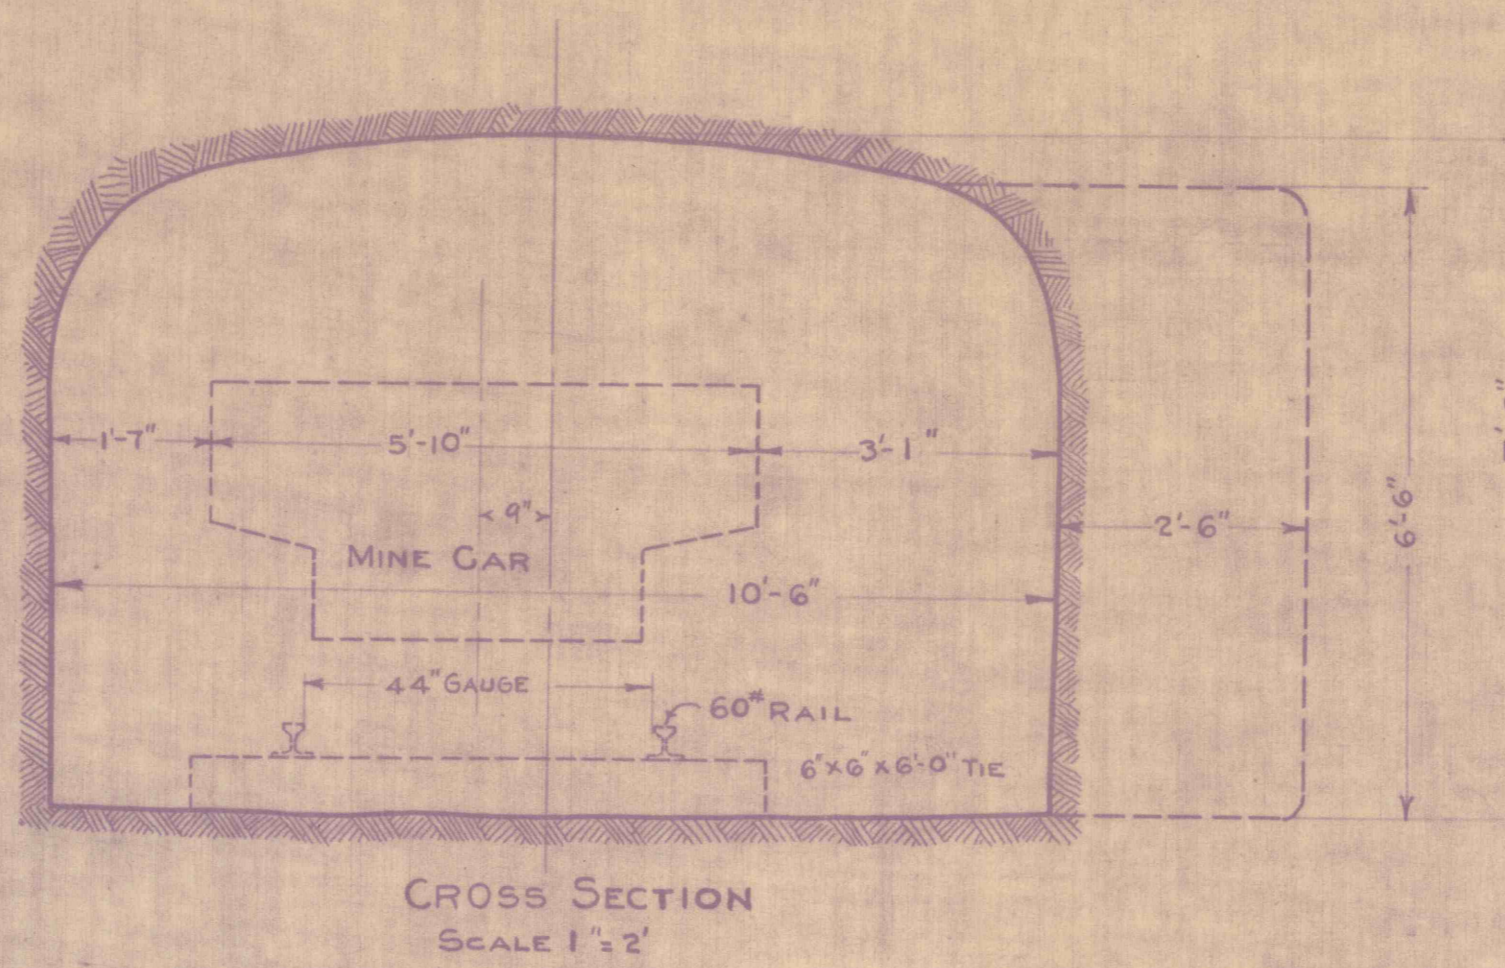 1'-7"
5'-10"
3'-1"
9"
2'-6"
6'-6"
MINE CAR
10'-6"
44" GAUGE
60# RAIL
6"x6"x6'-0" TIE
CROSS SECTION
SCALE 1"=2'